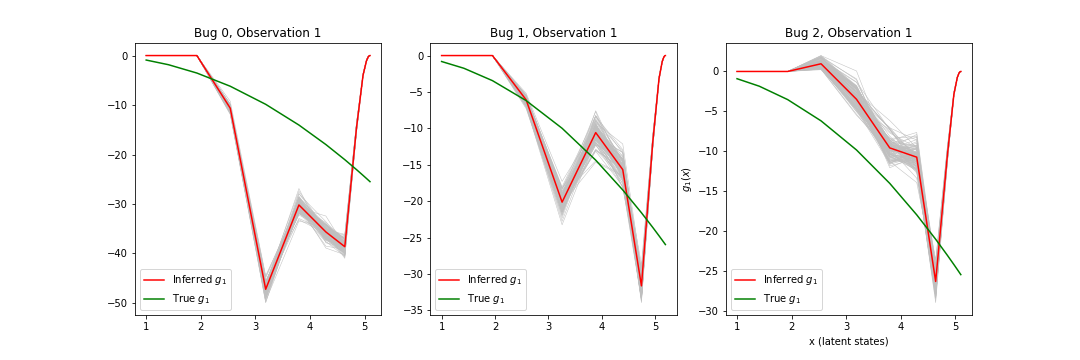 Bug 0, Observation 1
0
−10
−20
−30
−40
−50
1 2 3 4 5
Inferred g₁
True g₁
Bug 1, Observation 1
0
−5
−10
−15
−20
−25
−30
−35
1 2 3 4 5
Inferred g₁
True g₁
Bug 2, Observation 1
g₁(x)
0
−5
−10
−15
−20
−25
−30
1 2 3 4 5
x (latent states)
Inferred g₁
True g₁